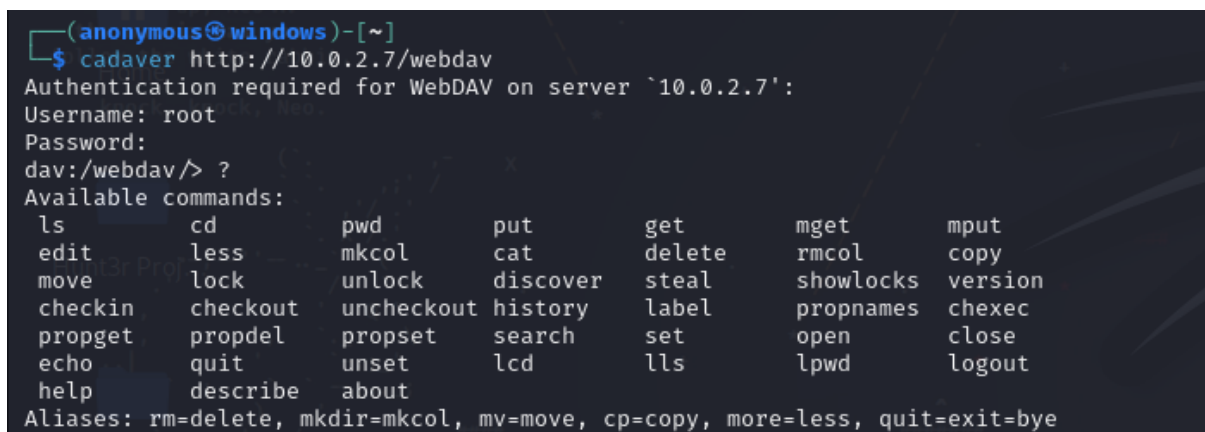 (anonymous㉿windows)-[~]
$ cadaver http://10.0.2.7/webdav
Authentication required for WebDAV on server `10.0.2.7':
Username: root
Password:
dav:/webdav/> ?
Available commands:
ls cd pwd put get mget mput
edit less mkcol cat delete rmcol copy
move lock unlock discover steal showlocks version
checkin checkout uncheckout history label propnames chexec
propget propdel propset search set open close
echo quit unset lcd lls lpwd logout
help describe about
Aliases: rm=delete, mkdir=mkcol, mv=move, cp=copy, more=less, quit=exit=bye